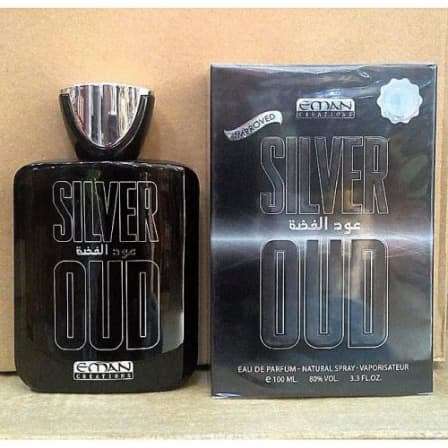 SILVER
عود الفضة
OUD
EMAN
CREATIONS
EMAN
CREATIONS
IMPROVED
SILVER
عود الفضة
OUD
EAU DE PARFUM - NATURAL SPRAY - VAPORISATEUR
e 100 ML. 80% VOL. 3.3 FL.OZ.